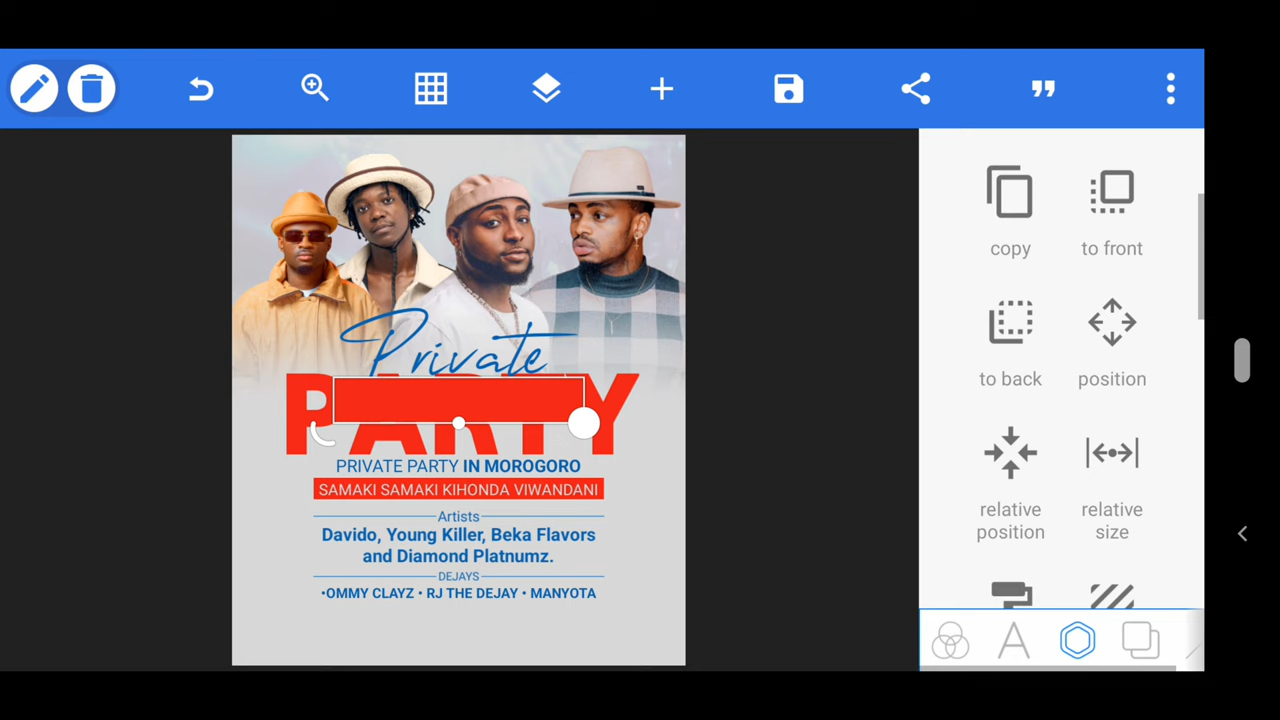 Private
PARTY
PRIVATE PARTY IN MOROGORO
SAMAKI SAMAKI KIHONDA VIWANDANI
Artists
Davido, Young Killer, Beka Flavors
and Diamond Platnumz.
DEJAYS
•OMMY CLAYZ • RJ THE DEJAY • MANYOTA
copy
to front
to back
position
relative
position
relative
size
A